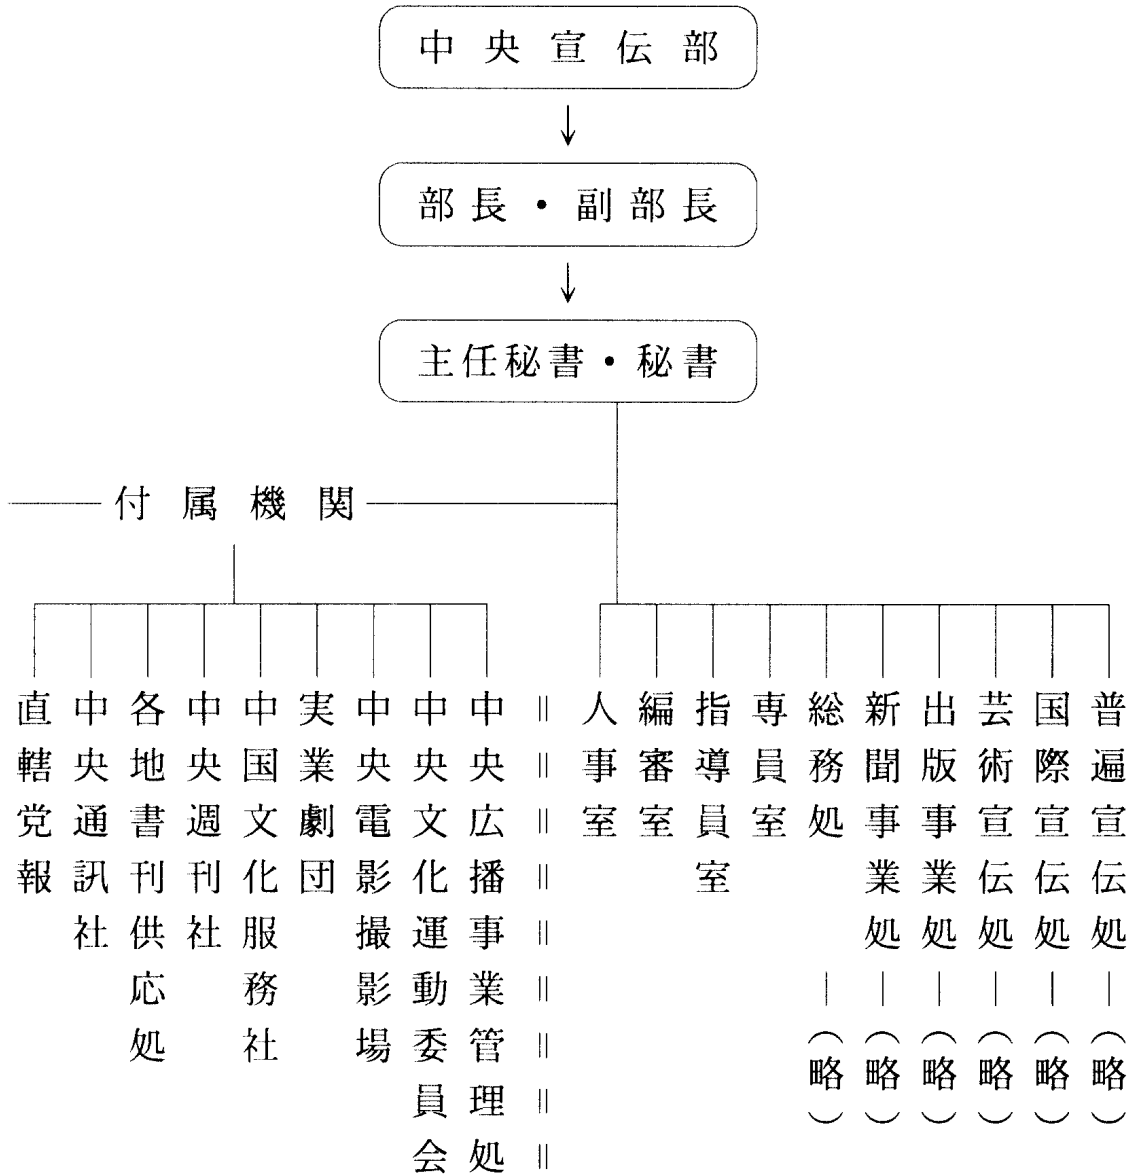 中央宣伝部
部長・副部長
主任秘書・秘書
付属機関
普遍宣伝処(略)
国際宣伝処(略)
芸術宣伝処(略)
出版事業処(略)
新聞事業処(略)
総務処(略)
専員室
指導員室
編審室
人事室
中央広播事業管理処
中央文化運動委員会
中央電影撮影場
実業劇団
中国文化服務社
中央週刊社
各地書刊供応処
中央通訊社
直轄党報